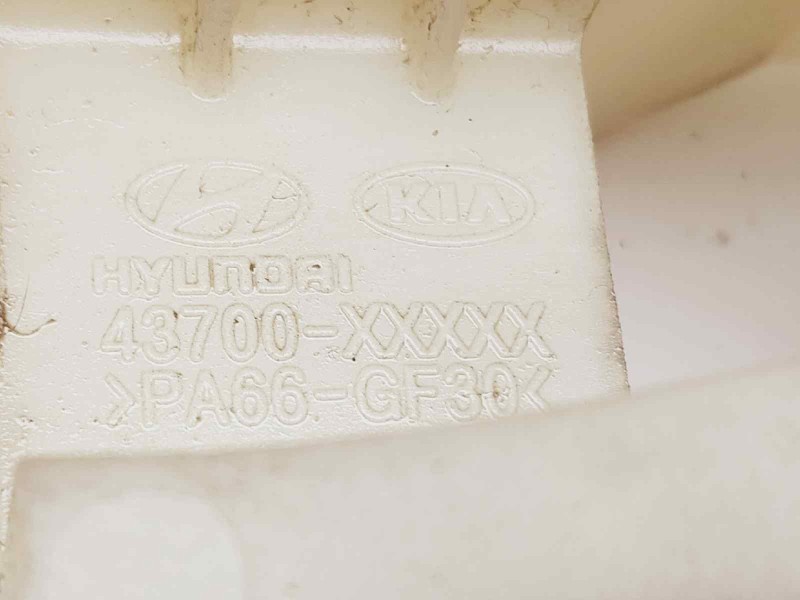 KIA
HYUNDAI
43700-XXXXX
>PA66-GF30<